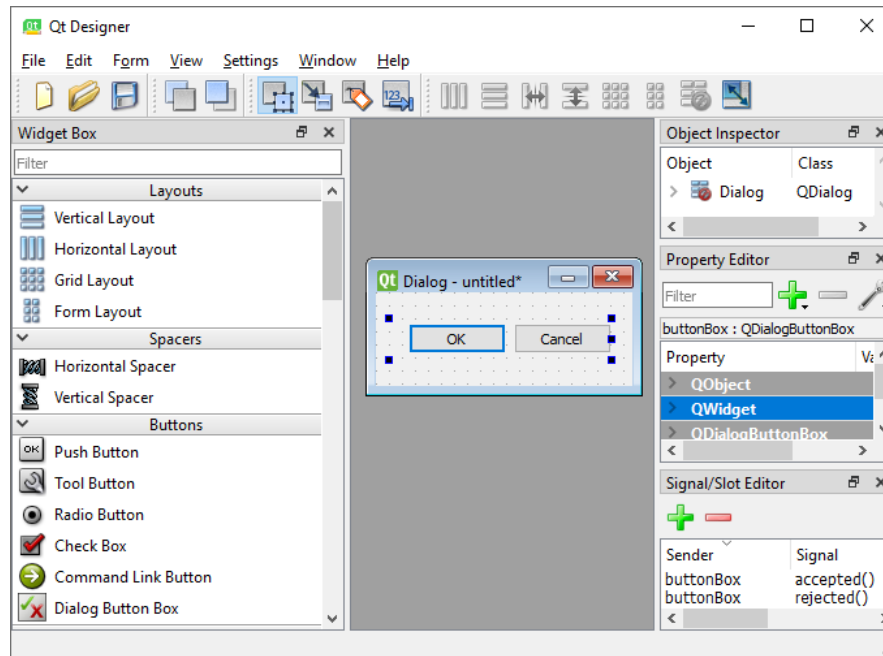 Qt Designer
File Edit Form View Settings Window Help
123
Widget Box
Filter
Layouts
Vertical Layout
Horizontal Layout
Grid Layout
Form Layout
Spacers
Horizontal Spacer
Vertical Spacer
Buttons
OK Push Button
Tool Button
Radio Button
Check Box
Command Link Button
Dialog Button Box
Qt Dialog - untitled*
OK Cancel
Object Inspector
Object Class
Dialog QDialog
Property Editor
Filter
buttonBox : QDialogButtonBox
Property
QObject
QWidget
QDialogButtonBox
Signal/Slot Editor
Sender Signal
buttonBox accepted()
buttonBox rejected()